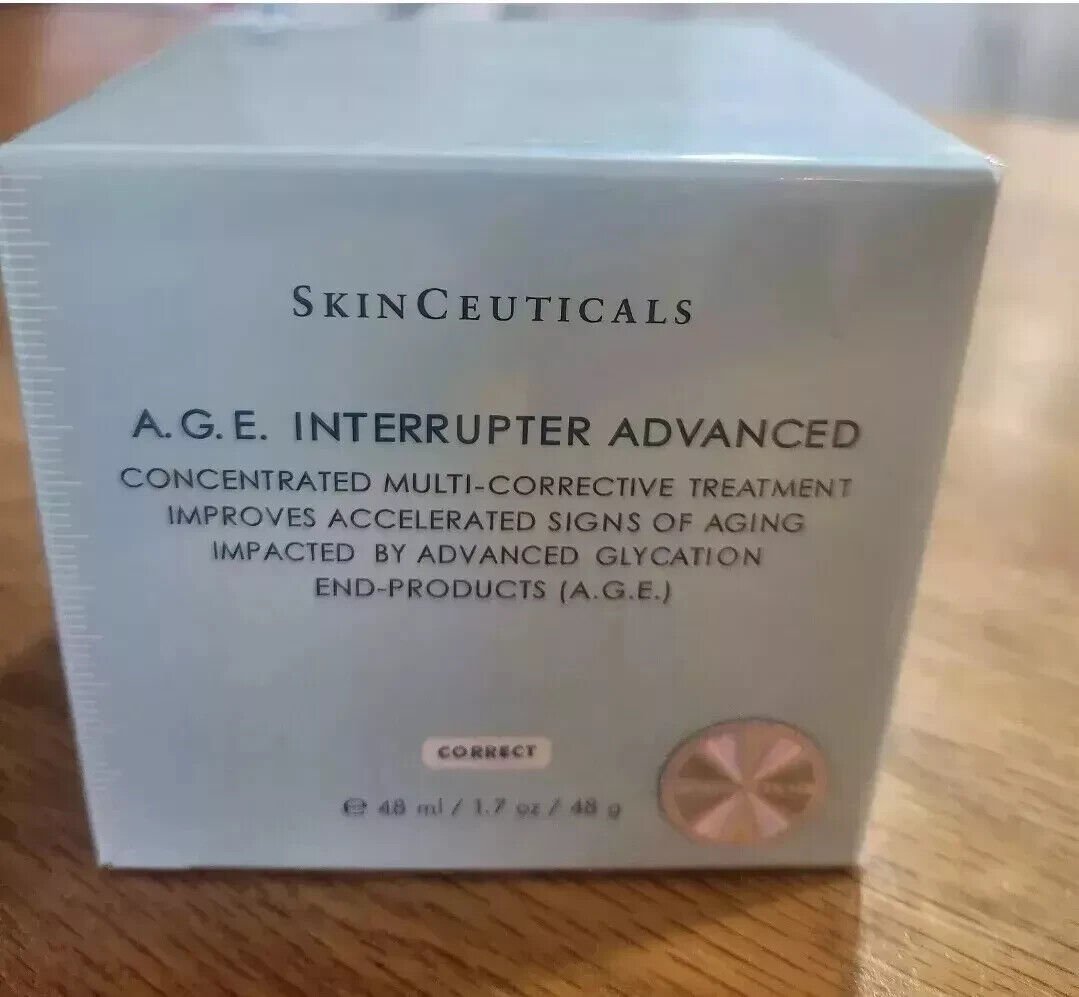 SKINCEUTICALS
A.G.E. INTERRUPTER ADVANCED
CONCENTRATED MULTI-CORRECTIVE TREATMENT
IMPROVES ACCELERATED SIGNS OF AGING
IMPACTED BY ADVANCED GLYCATION
END-PRODUCTS (A.G.E.)
CORRECT
℮ 48 ml / 1.7 oz / 48 g